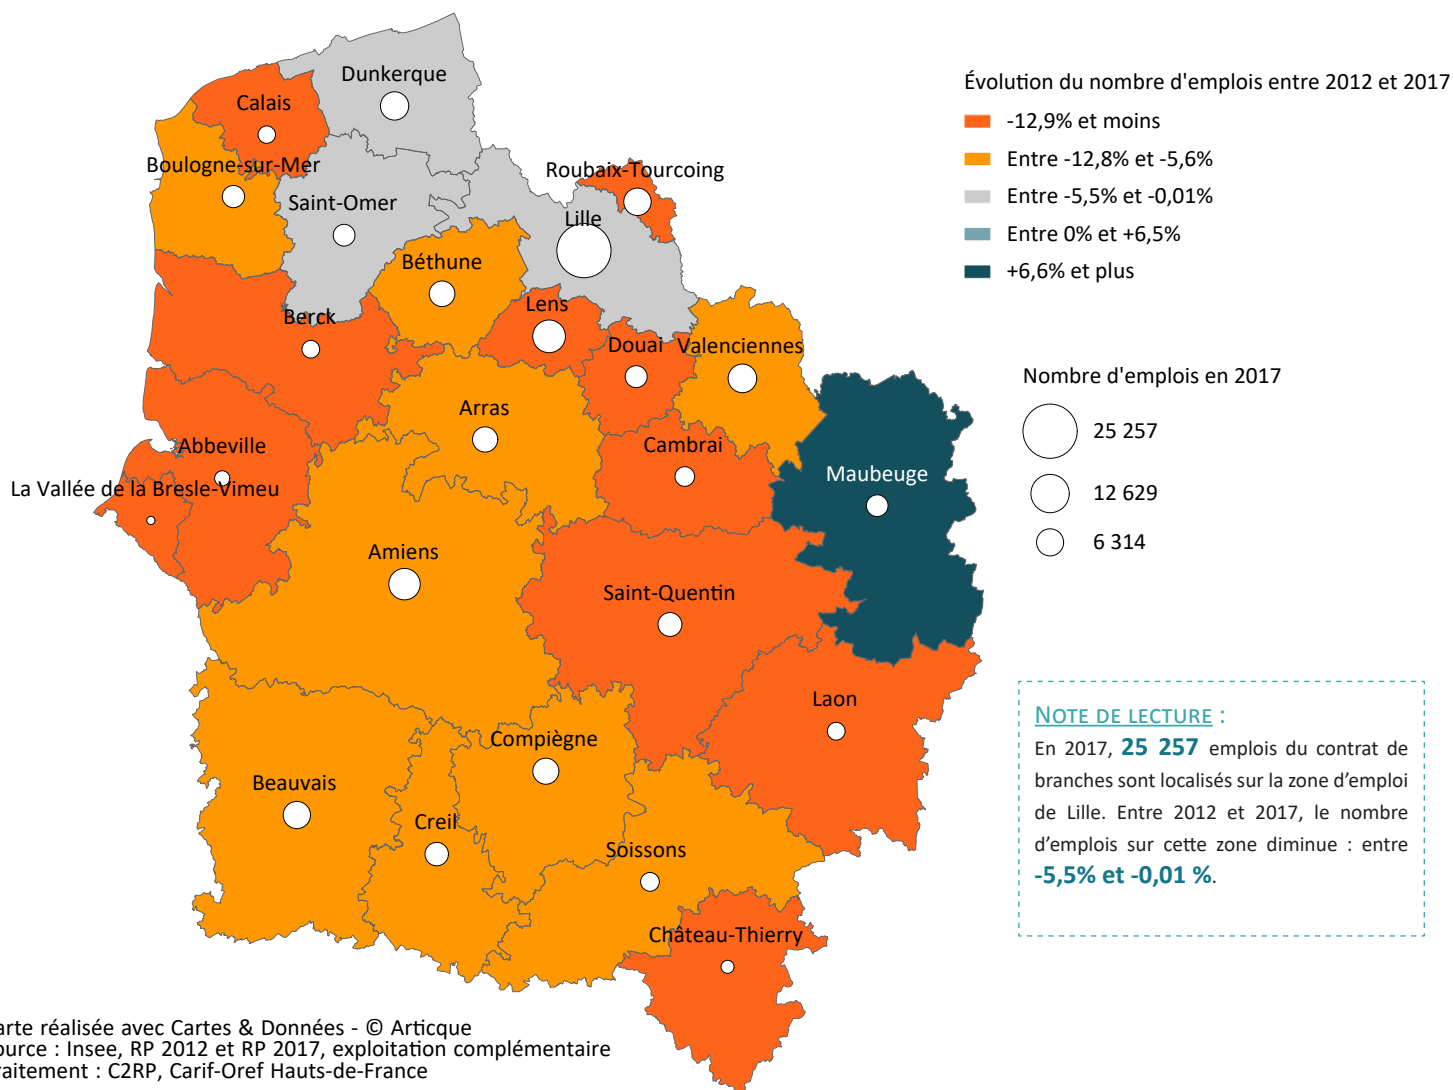 Dunkerque
Calais
Boulogne-sur-Mer
Roubaix-Tourcoing
Saint-Omer
Lille
Béthune
Lens
Berck
Douai
Valenciennes
Arras
Abbeville
Cambrai
Maubeuge
La Vallée de la Bresle-Vimeu
Amiens
Saint-Quentin
Laon
Compiègne
Beauvais
Creil
Soissons
Château-Thierry
Évolution du nombre d'emplois entre 2012 et 2017
-12,9% et moins
Entre -12,8% et -5,6%
Entre -5,5% et -0,01%
Entre 0% et +6,5%
+6,6% et plus
Nombre d'emplois en 2017
25 257
12 629
6 314
NOTE DE LECTURE :
En 2017, 25 257 emplois du contrat de
branches sont localisés sur la zone d’emploi
de Lille. Entre 2012 et 2017, le nombre
d’emplois sur cette zone diminue : entre
-5,5% et -0,01 %.
arte réalisée avec Cartes & Données - © Articque
ource : Insee, RP 2012 et RP 2017, exploitation complémentaire
raitement : C2RP, Carif-Oref Hauts-de-France